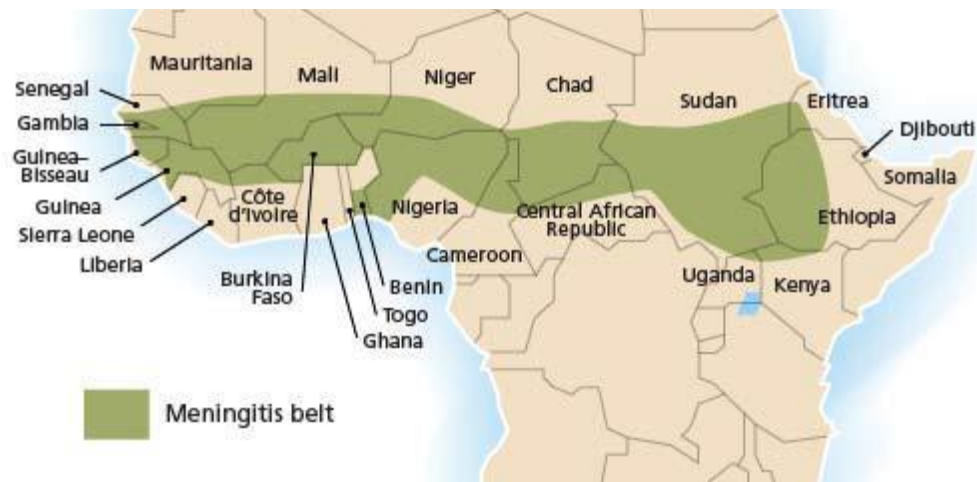 Mauritania
Mali
Niger
Chad
Sudan
Eritrea
Djibouti
Somalia
Ethiopia
Senegal
Gambia
Guinea–
Bisseau
Guinea
Sierra Leone
Liberia
Côte
d'Ivoire
Burkina
Faso
Ghana
Togo
Benin
Nigeria
Cameroon
Central African
Republic
Uganda
Kenya
Meningitis belt